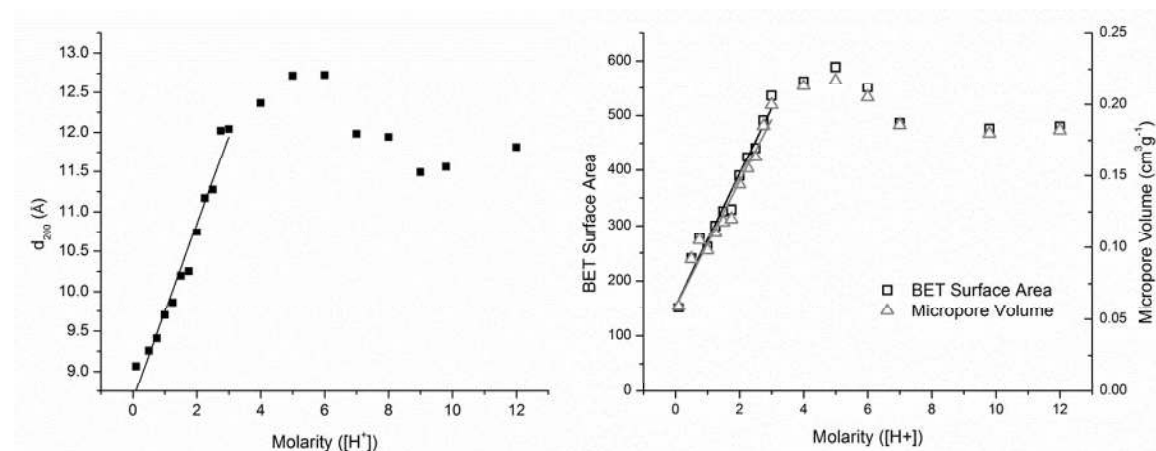 13.0
12.5
12.0
11.5
11.0
10.5
10.0
9.5
9.0
d200 (Å)
0 2 4 6 8 10 12
Molarity ([H+])
600
500
400
300
200
100
0
BET Surface Area
0.25
0.20
0.15
0.10
0.05
0.00
Micropore Volume (cm3g-1)
BET Surface Area
Micropore Volume
0 2 4 6 8 10 12
Molarity ([H+])